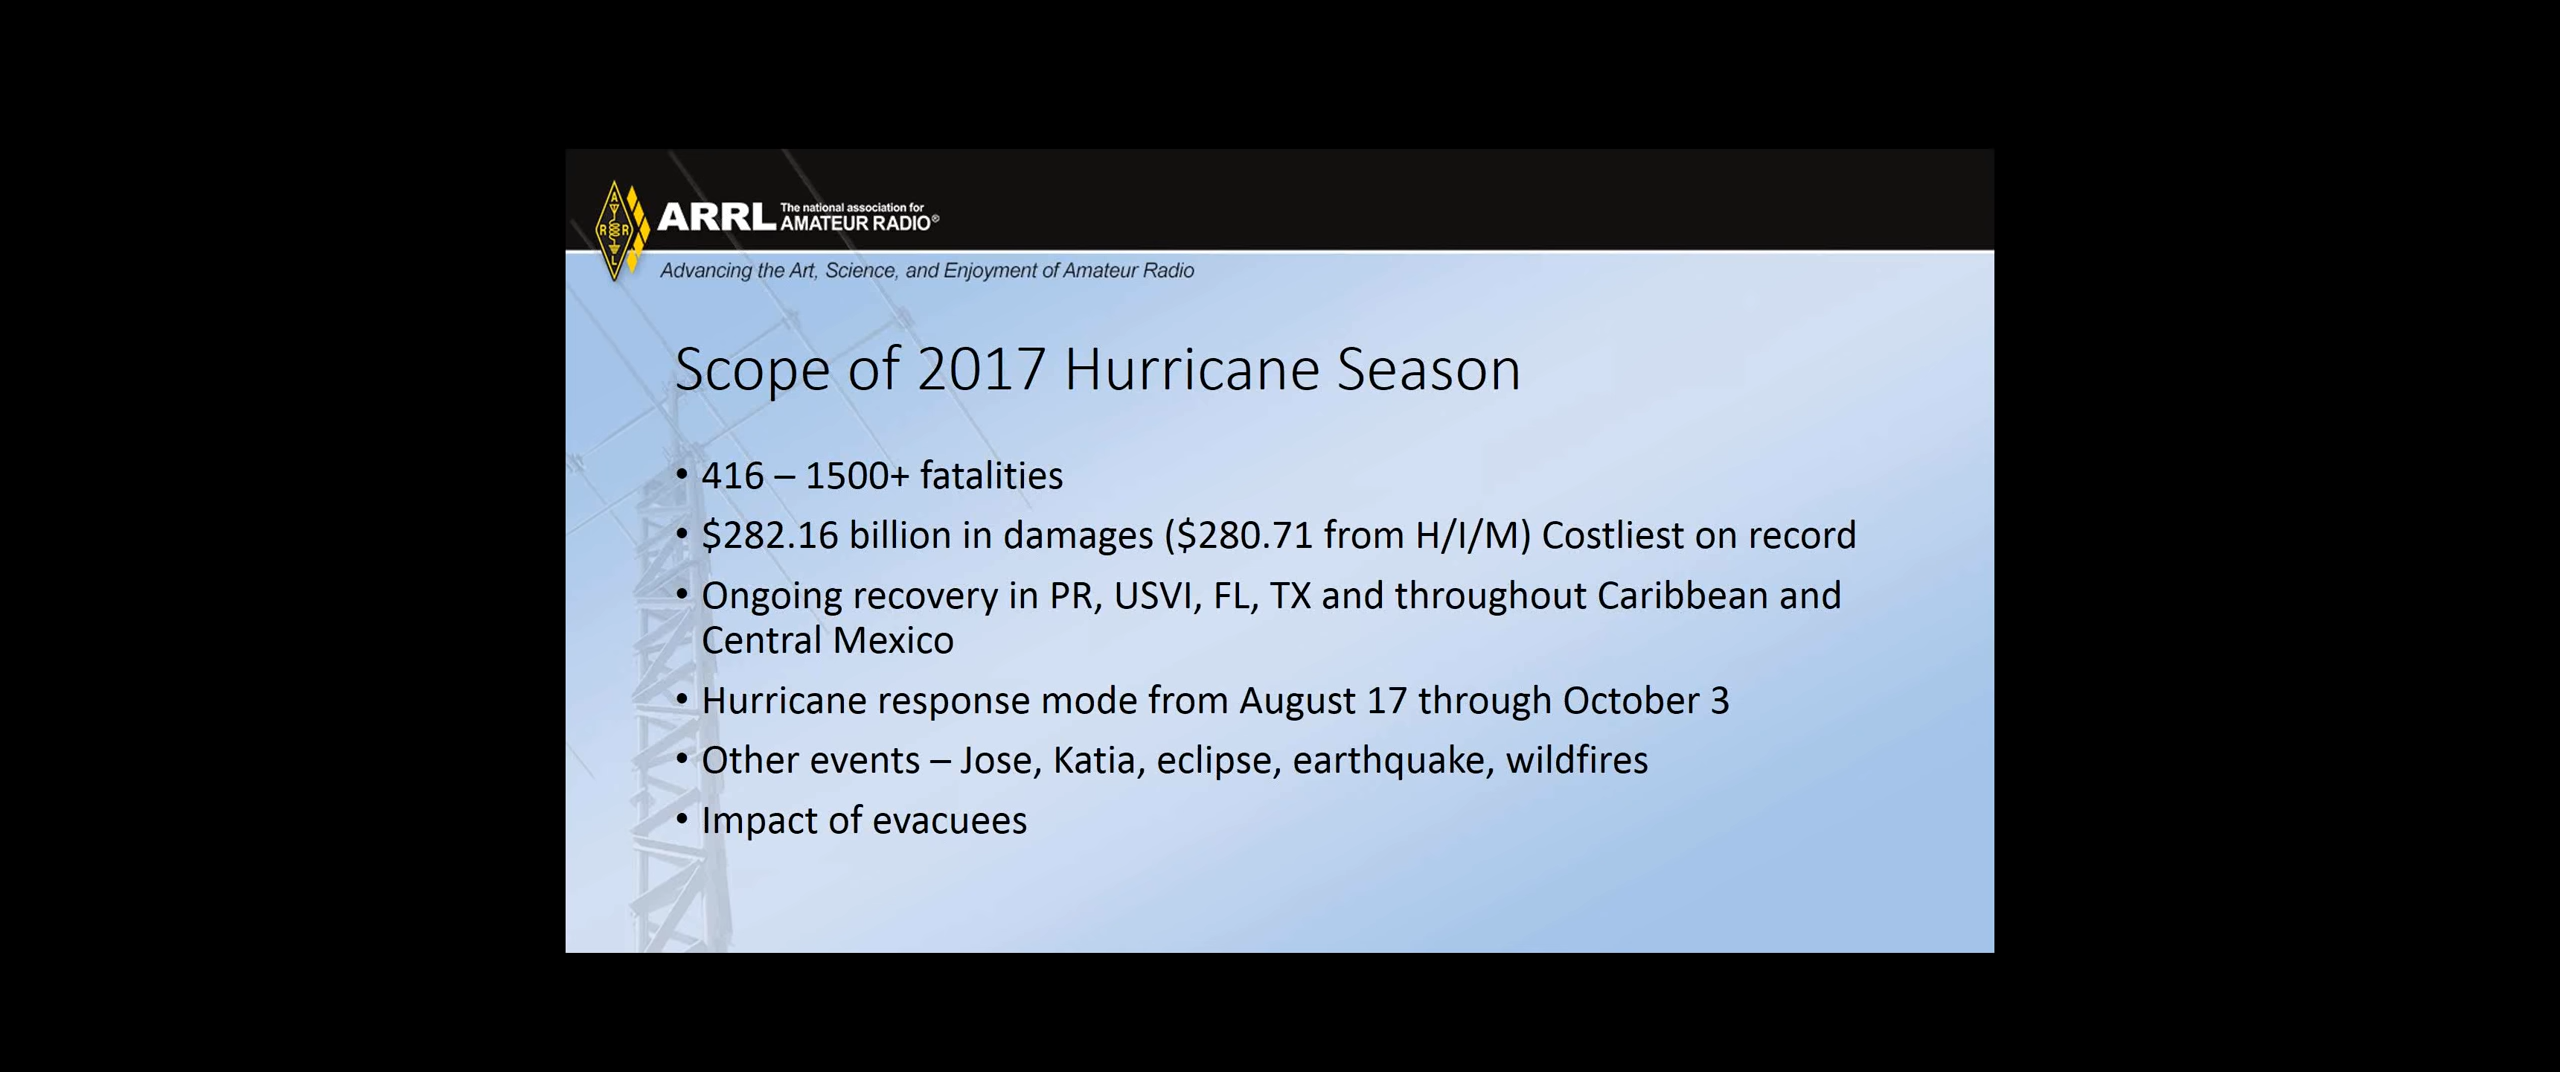 ARRL The national association for
AMATEUR RADIO®
Advancing the Art, Science, and Enjoyment of Amateur Radio
Scope of 2017 Hurricane Season
• 416 – 1500+ fatalities
• $282.16 billion in damages ($280.71 from H/I/M) Costliest on record
• Ongoing recovery in PR, USVI, FL, TX and throughout Caribbean and
Central Mexico
• Hurricane response mode from August 17 through October 3
• Other events – Jose, Katia, eclipse, earthquake, wildfires
• Impact of evacuees